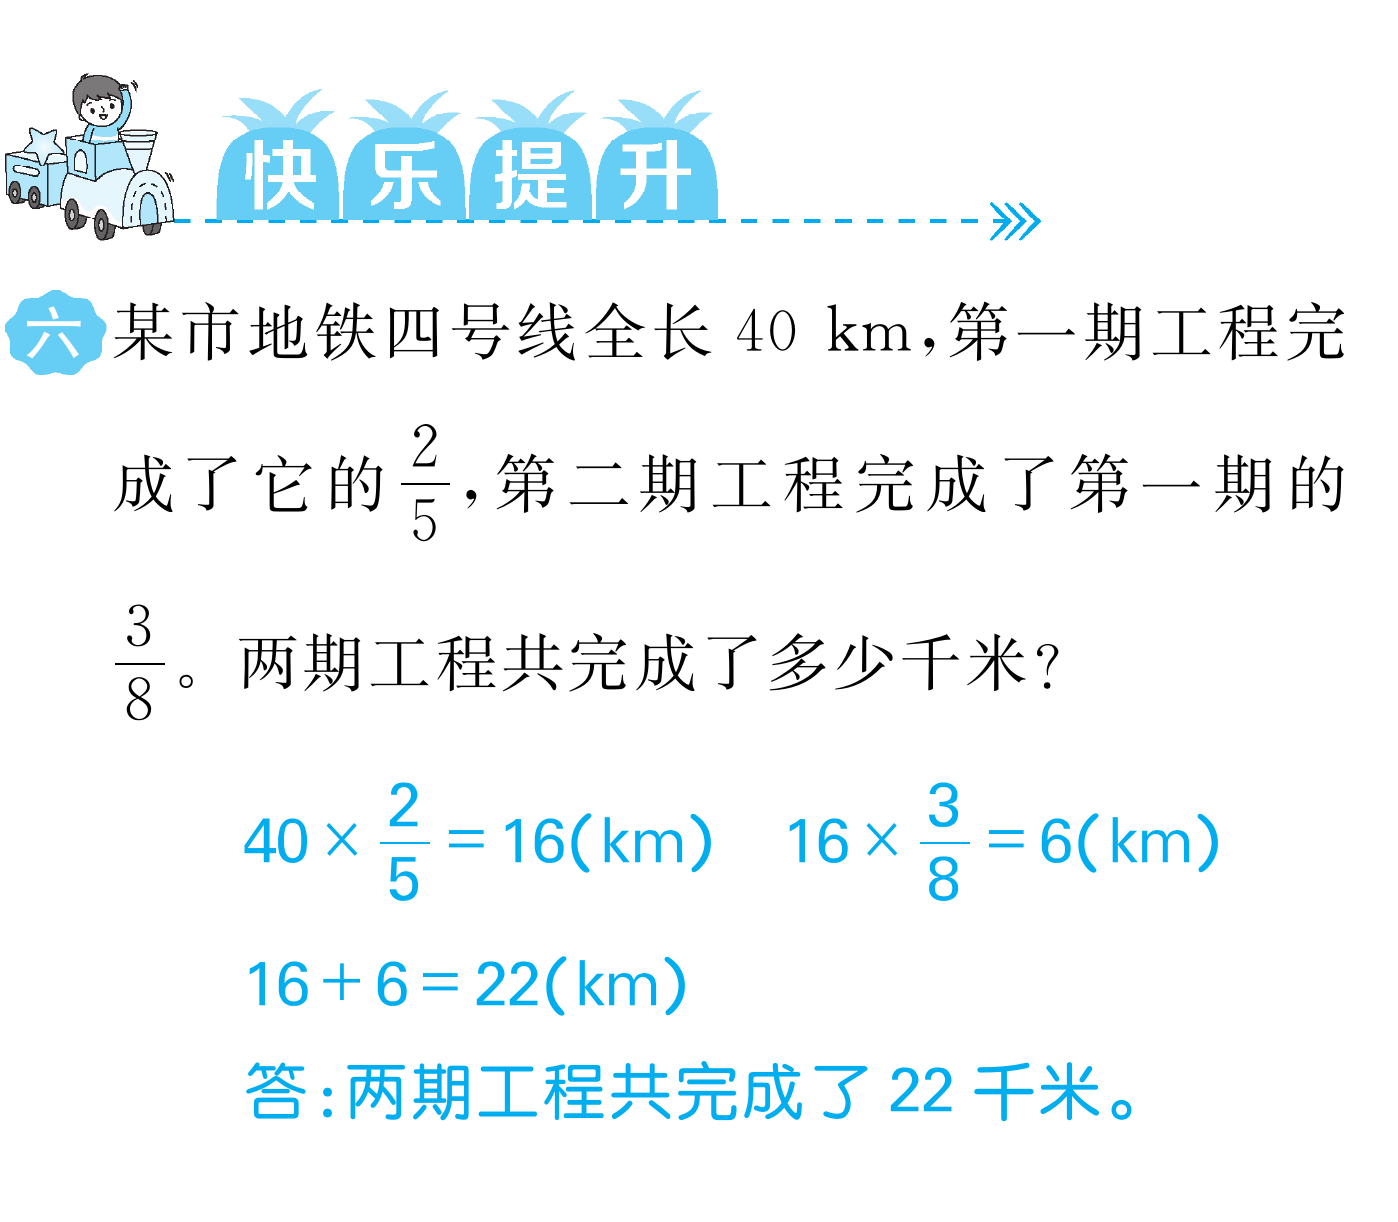 快乐提升
六 某市地铁四号线全长 40 km,第一期工程完
成了它的 2/5 ,第二期工程完成了第一期的
3/8 。两期工程共完成了多少千米?
40 × 2/5 = 16(km) 16 × 3/8 = 6(km)
16 + 6 = 22(km)
答:两期工程共完成了 22 千米。